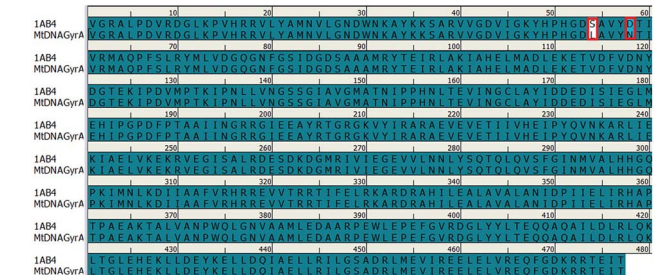 10 20 30 40 50 60
1AB4 VGRALPDVRDGLKPVHRRVLYAMNVLGNDWNKAYKKSARVVGDVIGKYHPHGDSAVYDTI
MtDNAGyrA VGRALPDVRDGLKPVHRRVLYAMNVLGNDWNKAYKKSARVVGDVIGKYHPHGDLAVYNTI
70 80 90 100 110 120
1AB4 VRMAQPFSLRYMLVDGQGNFGSIDGDSAAAMRYTEIRLAKIAHELMADLEKETVDFVDNY
MtDNAGyrA VRMAQPFSLRYMLVDGQGNFGSIDGDSAAAMRYTEIRLAKIAHELMADLEKETVDFVDNY
130 140 150 160 170 180
1AB4 DGTEKIPDVMPTKIPNLLVNGSSGIAVGMATNIPPHNLTEVINGCLAYIDDEDISIEGLM
MtDNAGyrA DGTEKIPDVMPTKIPNLLVNGSSGIAVGMATNIPPHNLTEVINGCLAYIDDEDISIEGLM
190 200 210 220 230 240
1AB4 EHIPGPDFPTAAIINGRRGIEEAYRTGRGKVYIRARAEVEVETIIVHEIPYQVNKARLIE
MtDNAGyrA EHIPGPDFPTAAIINGRRGIEEAYRTGRGKVYIRARAEVEVETIIVHEIPYQVNKARLIE
250 260 270 280 290 300
1AB4 KIAELVKEKRVEGISALRDESDKDGMRIVIEGEVVLNNLYSQTQLQVSFGINMVALHHGQ
MtDNAGyrA KIAELVKEKRVEGISALRDESDKDGMRIVIEGEVVLNNLYSQTQLQVSFGINMVALHHGQ
310 320 330 340 350 360
1AB4 PKIMNLKDIIAAFVRHRREVVTRRTIFELRKARDRAHILEALAVALANIDPIIELIRHAP
MtDNAGyrA PKIMNLKDIIAAFVRHRREVVTRRTIFELRKARDRAHILEALAVALANIDPIIELIRHAP
370 380 390 400 410 420
1AB4 TPAEAKTALVANPWQLGNVAAMLEDAARPEWLEPEFGVRDGLYYLTEQQAQAILDLRLQK
MtDNAGyrA TPAEAKTALVANPWQLGNVAAMLEDAARPEWLEPEFGVRDGLYYLTEQQAQAILDLRLQK
430 440 450 460 470 480
1AB4 LTGLEHEKLLDEYKELLDQIAELLRILGSADRLMEVIREELELVREQFGDKRRTEIT
MtDNAGyrA LTGLEHEKLLDEYKELLDQIAELLRILGSADRLMEVIREELELVREQFGDKRRTEIT